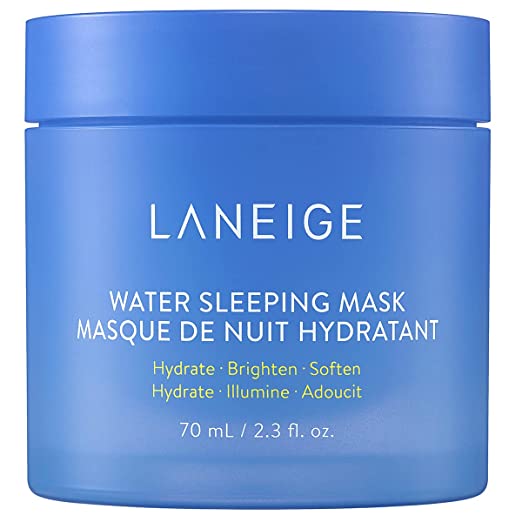 LANEIGE
WATER SLEEPING MASK
MASQUE DE NUIT HYDRATANT
Hydrate · Brighten · Soften
Hydrate · Illumine · Adoucit
70 mL / 2.3 fl. oz.